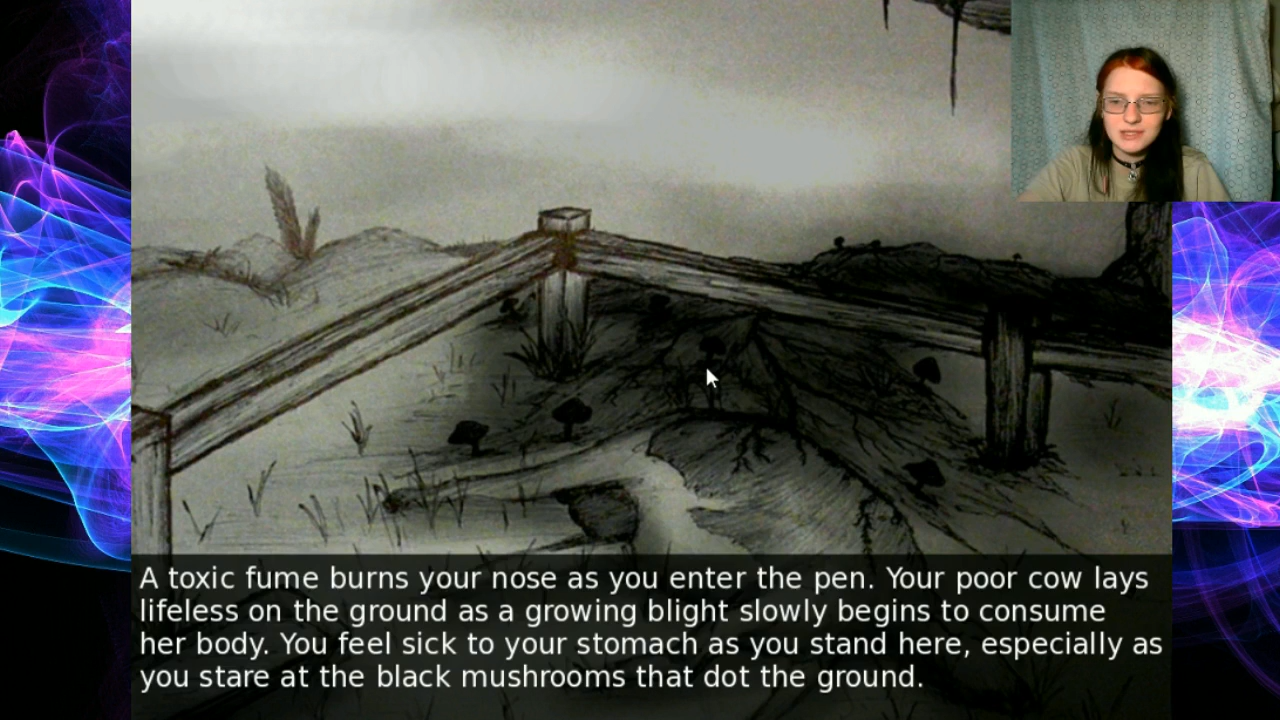 A toxic fume burns your nose as you enter the pen. Your poor cow lays
lifeless on the ground as a growing blight slowly begins to consume
her body. You feel sick to your stomach as you stand here, especially as
you stare at the black mushrooms that dot the ground.